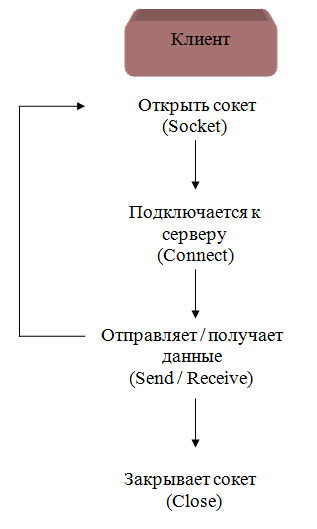 Клиент
Открыть сокет
(Socket)
Подключается к
серверу
(Connect)
Отправляет / получает
данные
(Send / Receive)
Закрывает сокет
(Close)